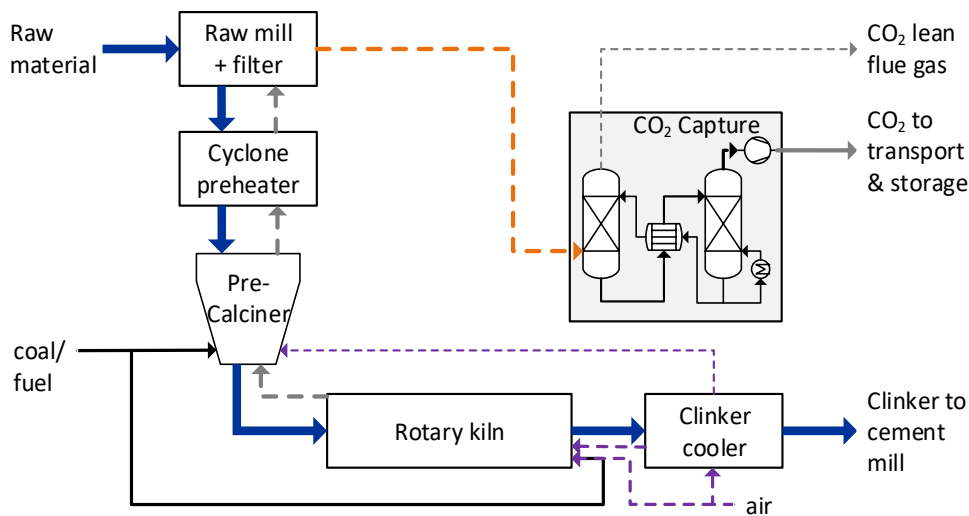 Raw
material
Raw mill
+ filter
CO₂ lean
flue gas
CO₂ Capture
CO₂ to
transport
& storage
Cyclone
preheater
Pre-
Calciner
coal/
fuel
Rotary kiln
Clinker
cooler
Clinker to
cement
mill
air